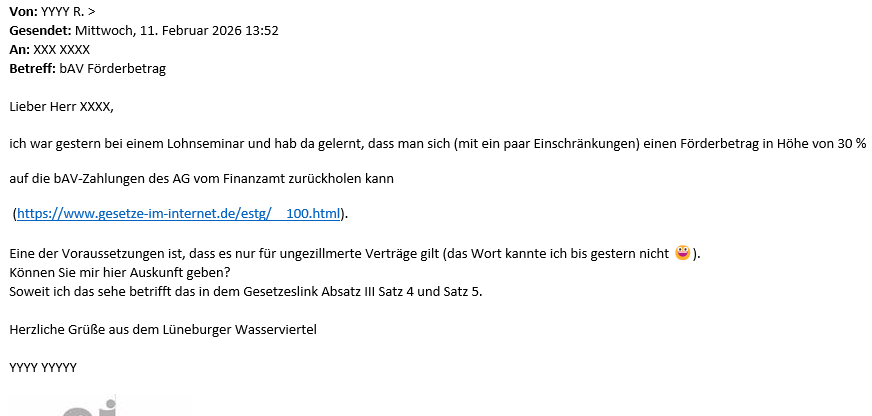 Von: YYYY R. >
Gesendet: Mittwoch, 11. Februar 2026 13:52
An: XXX XXXX
Betreff: bAV Förderbetrag
Lieber Herr XXXX,
ich war gestern bei einem Lohnseminar und hab da gelernt, dass man sich (mit ein paar Einschränkungen) einen Förderbetrag in Höhe von 30 %
auf die bAV-Zahlungen des AG vom Finanzamt zurückholen kann
(https://www.gesetze-im-internet.de/estg/__100.html).
Eine der Voraussetzungen ist, dass es nur für ungezillmerte Verträge gilt (das Wort kannte ich bis gestern nicht 😀).
Können Sie mir hier Auskunft geben?
Soweit ich das sehe betrifft das in dem Gesetzeslink Absatz III Satz 4 und Satz 5.
Herzliche Grüße aus dem Lüneburger Wasserviertel
YYYY YYYYY